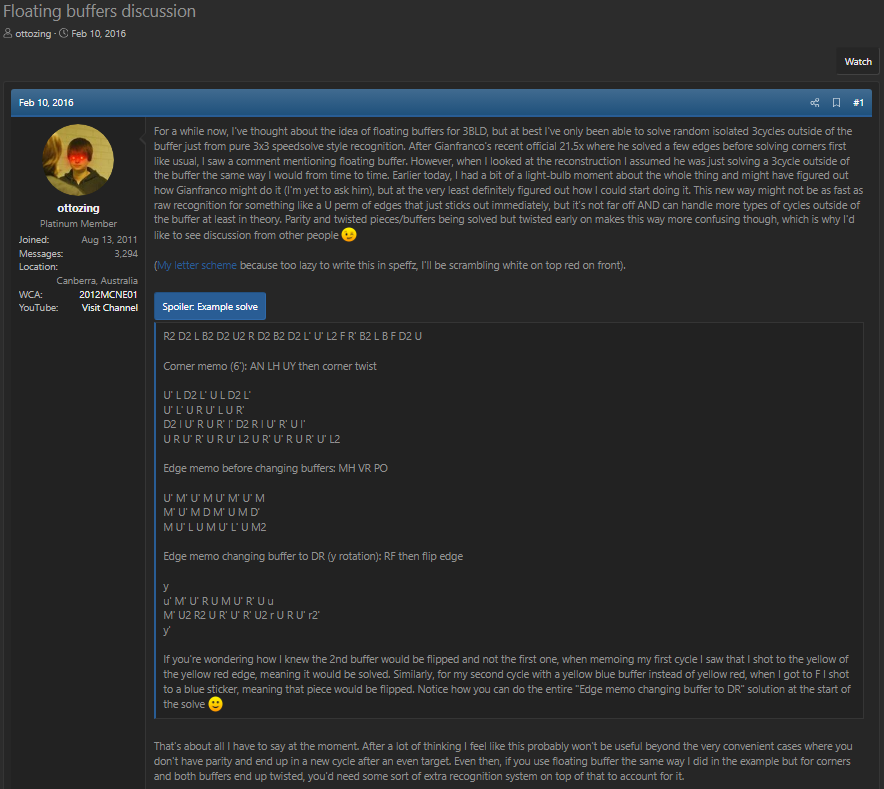 Floating buffers discussion
ottozing · Feb 10, 2016
Watch
Feb 10, 2016
#1
ottozing
Platinum Member
Joined: Aug 13, 2011
Messages: 3,294
Location:
Canberra, Australia
WCA: 2012MCNE01
YouTube: Visit Channel
For a while now, I've thought about the idea of floating buffers for 3BLD, but at best I've only been able to solve random isolated 3cycles outside of the
buffer just from pure 3x3 speedsolve style recognition. After Gianfranco's recent official 21.5x where he solved a few edges before solving corners first
like usual, I saw a comment mentioning floating buffer. However, when I looked at the reconstruction I assumed he was just solving a 3cycle outside of
the buffer the same way I would from time to time. Earlier today, I had a bit of a light-bulb moment about the whole thing and might have figured out
how Gianfranco might do it (I'm yet to ask him), but at the very least definitely figured out how I could start doing it. This new way might not be as fast as
raw recognition for something like a U perm of edges that just sticks out immediately, but it's not far off AND can handle more types of cycles outside of
the buffer at least in theory. Parity and twisted pieces/buffers being solved but twisted early on makes this way more confusing though, which is why I'd
like to see discussion from other people
(My letter scheme because too lazy to write this in speffz, I'll be scrambling white on top red on front).
Spoiler: Example solve
R2 D2 L B2 D2 U2 R D2 B2 D2 L' U' L2 F R' B2 L B F D2 U
Corner memo (6'): AN LH UY then corner twist
U' L D2 L' U L D2 L'
U' L' U R U' L U R'
D2 l U' R U R' l' D2 R l U' R' U l'
U R U' R' U R U' L2 U R' U' R U R' U' L2
Edge memo before changing buffers: MH VR PO
U' M' U' M U' M' U' M
M' U' M D M' U M D'
M U' L U M U' L' U M2
Edge memo changing buffer to DR (y rotation): RF then flip edge
y
u' M' U' R U M U' R' U u
M' U2 R2 U R' U' R' U2 r U R U' r2'
y'
If you're wondering how I knew the 2nd buffer would be flipped and not the first one, when memoing my first cycle I saw that I shot to the yellow of
the yellow red edge, meaning it would be solved. Similarly, for my second cycle with a yellow blue buffer instead of yellow red, when I got to F I shot
to a blue sticker, meaning that piece would be flipped. Notice how you can do the entire "Edge memo changing buffer to DR" solution at the start of
the solve
That's about all I have to say at the moment. After a lot of thinking I feel like this probably won't be useful beyond the very convenient cases where you
don't have parity and end up in a new cycle after an even target. Even then, if you use floating buffer the same way I did in the example but for corners
and both buffers end up twisted, you'd need some sort of extra recognition system on top of that to account for it.